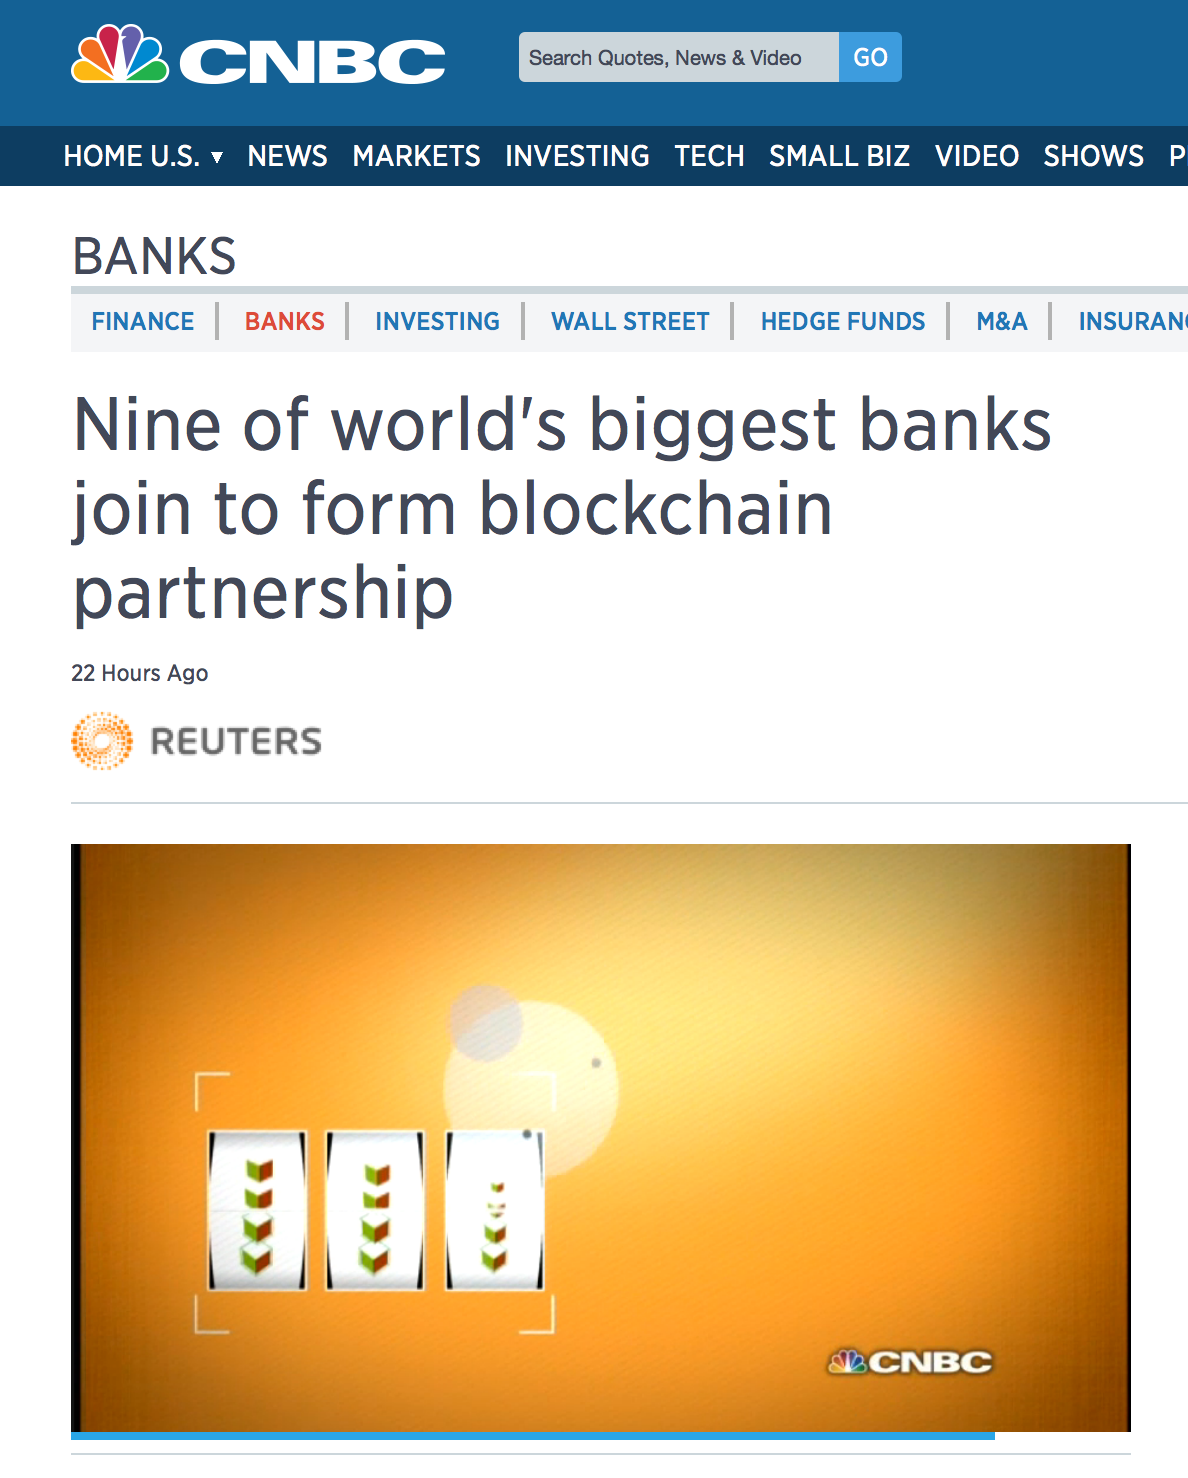 CNBC
Search Quotes, News & Video GO
HOME U.S. ▼ NEWS MARKETS INVESTING TECH SMALL BIZ VIDEO SHOWS P
BANKS
FINANCE | BANKS | INVESTING | WALL STREET | HEDGE FUNDS | M&A | INSURAN
Nine of world's biggest banks
join to form blockchain
partnership
22 Hours Ago
REUTERS
CNBC